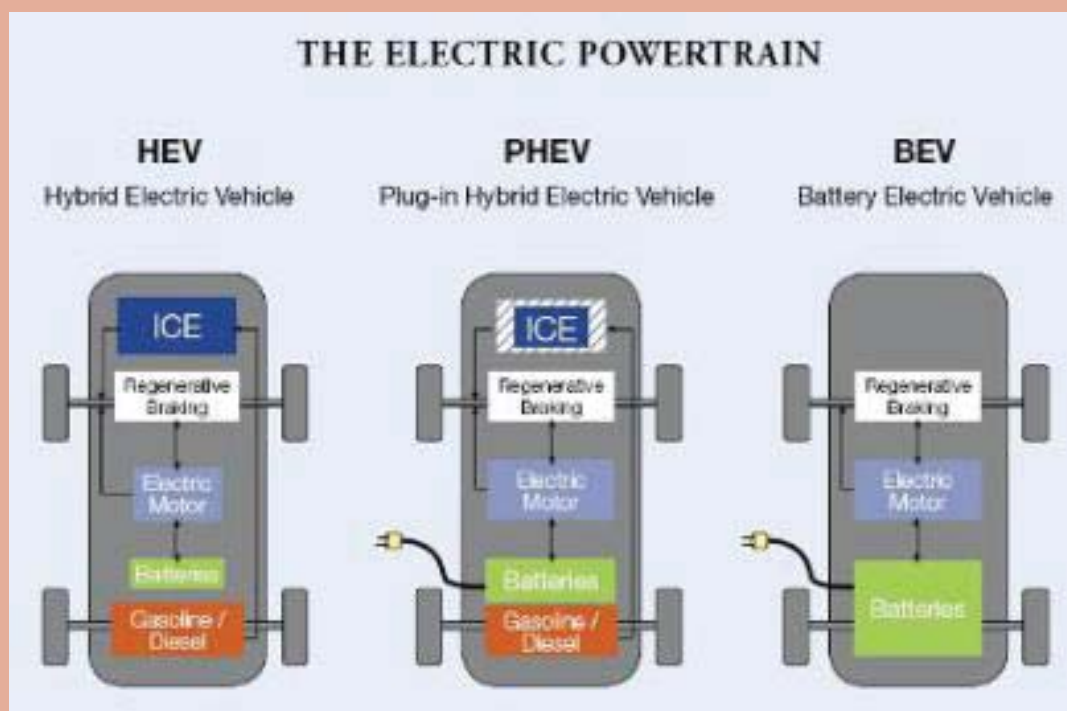 THE ELECTRIC POWERTRAIN
HEV
Hybrid Electric Vehicle
ICE
Regenerative
Braking
Electric
Motor
Batteries
Gasoline /
Diesel
PHEV
Plug-in Hybrid Electric Vehicle
ICE
Regenerative
Braking
Electric
Motor
Batteries
Gasoline /
Diesel
BEV
Battery Electric Vehicle
Regenerative
Braking
Electric
Motor
Batteries